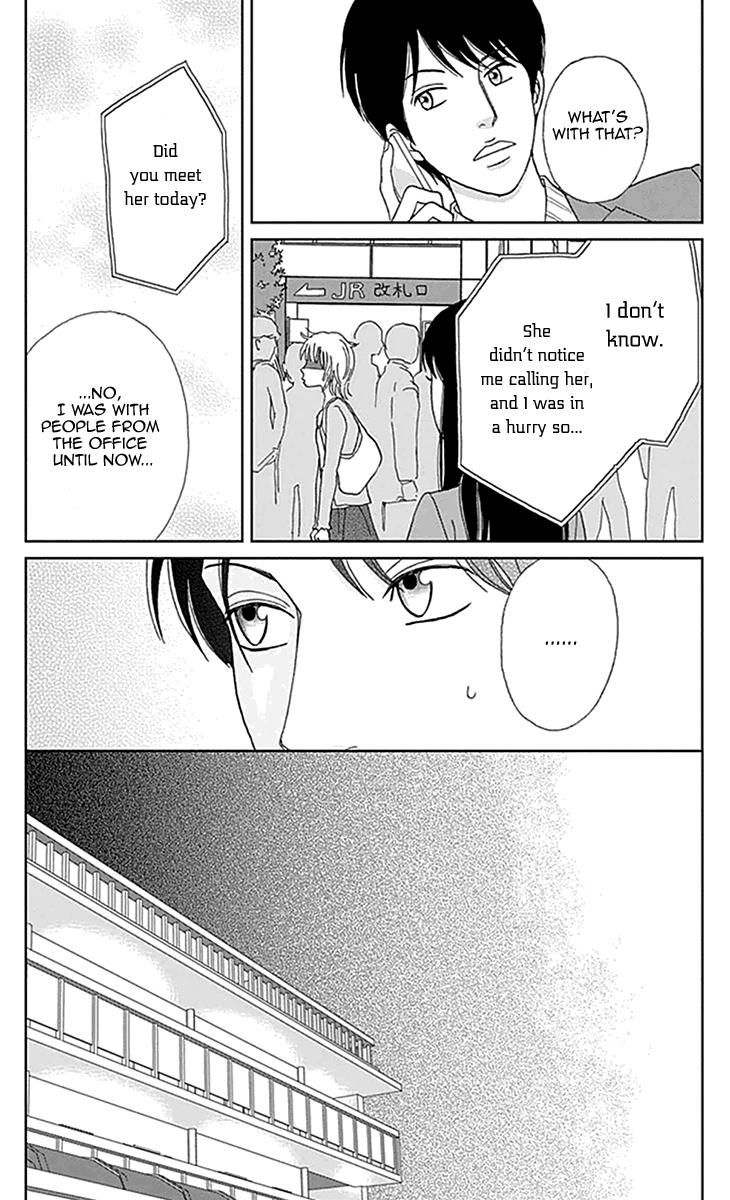 WHAT'S
WITH THAT?
I don't
know.
She
didn't notice
me calling her,
and I was in
a hurry so...
JR 改札口
Did
you meet
her today?
...NO,
I WAS WITH
PEOPLE FROM
THE OFFICE
UNTIL NOW...
......